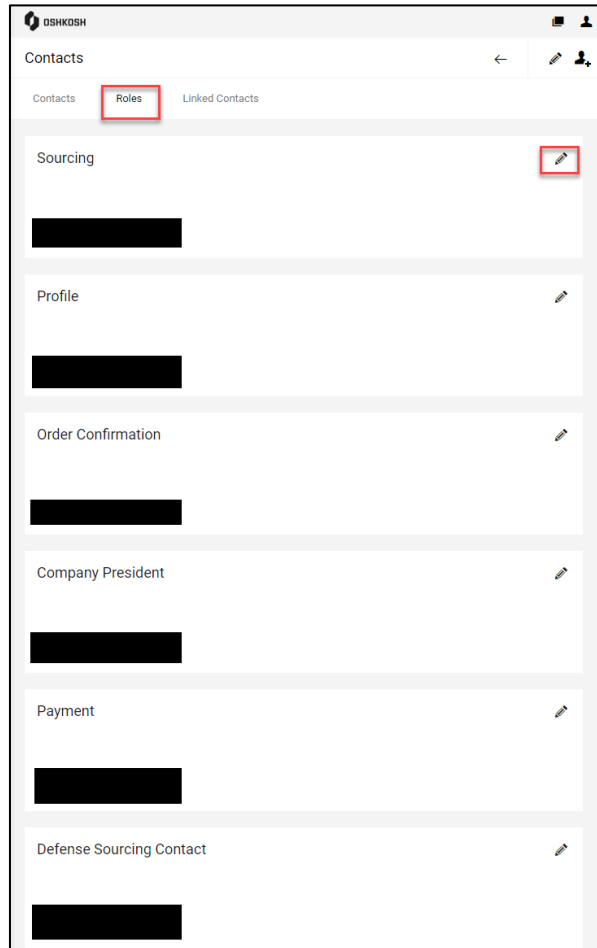 OSHKOSH
Contacts
Contacts Roles Linked Contacts
Sourcing
Profile
Order Confirmation
Company President
Payment
Defense Sourcing Contact